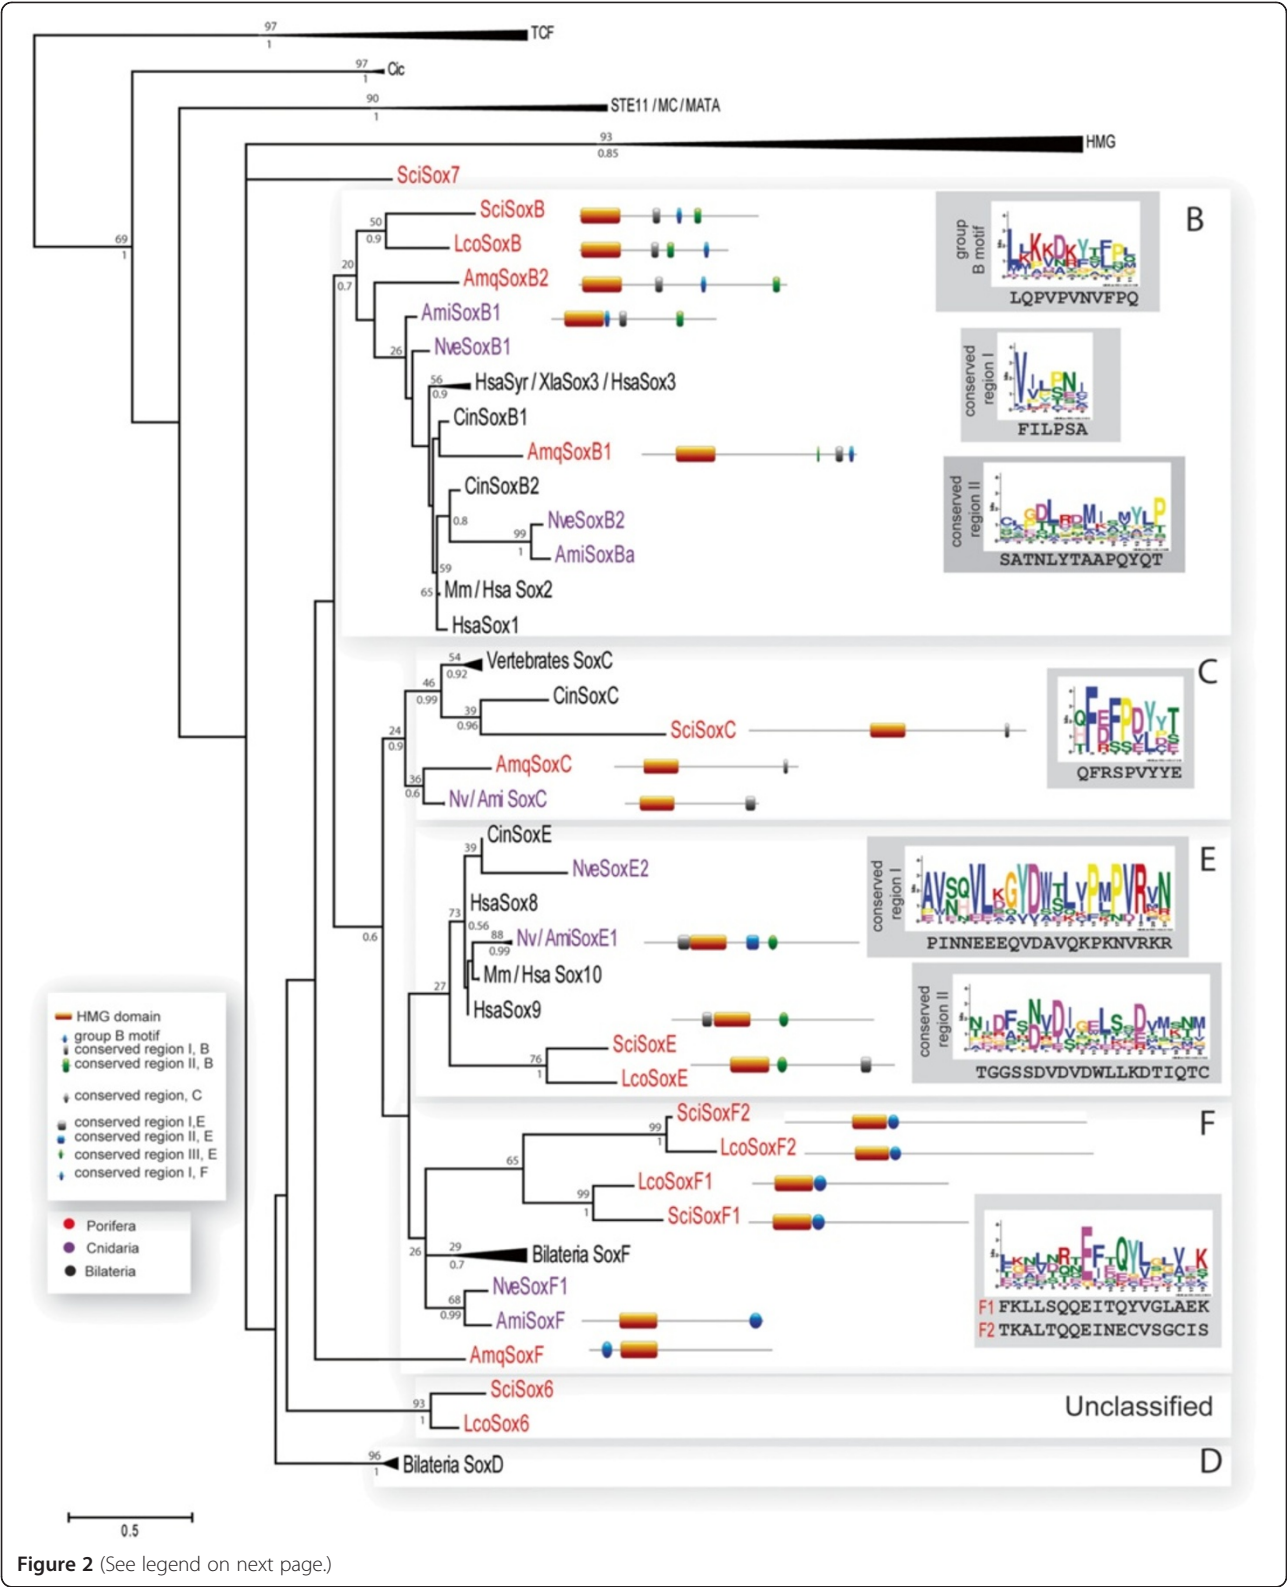 97
TCF
1
97
Cic
1
90
STE11 / MC / MATA
1
93
HMG
0.85
SciSox7
69
1
B
SciSoxB
50
0.9
LcoSoxB
20
0.7
AmqSoxB2
AmiSoxB1
26
NveSoxB1
56
0.9
HsaSyr / XlaSox3 / HsaSox3
CinSoxB1
AmqSoxB1
CinSoxB2
0.8
NveSoxB2
99
1
AmiSoxBa
59
65
Mm / Hsa Sox2
HsaSox1
group
B motif
LQPVPVNVFPQ
conserved
region I
FILPSA
conserved
region II
SATNLYTAAPQYQT
C
54
0.92
Vertebrates SoxC
46
0.99
CinSoxC
39
0.96
SciSoxC
24
0.9
AmqSoxC
36
0.6
Nv / Ami SoxC
QFRSPVYYE
E
CinSoxE
39
NveSoxE2
HsaSox8
73
0.56
88
0.99
Nv / AmiSoxE1
Mm / Hsa Sox10
HsaSox9
27
0.6
SciSoxE
76
1
LcoSoxE
conserved
region I
PINNEEEQVDAVQKPKNVRKR
conserved
region II
TGGSSDVDVDWLLKDTIQTC
F
SciSoxF2
99
1
LcoSoxF2
65
LcoSoxF1
99
1
SciSoxF1
26
29
0.7
Bilateria SoxF
NveSoxF1
68
0.99
AmiSoxF
AmqSoxF
F1 FKLLSQQEITQYVGLAEK
F2 TKALTQQEINECVSGCIS
SciSox6
93
1
LcoSox6
Unclassified
96
1
Bilateria SoxD
D
HMG domain
group B motif
conserved region I, B
conserved region II, B
conserved region, C
conserved region I,E
conserved region II, E
conserved region III, E
conserved region I, F
Porifera
Cnidaria
Bilateria
0.5
Figure 2 (See legend on next page.)